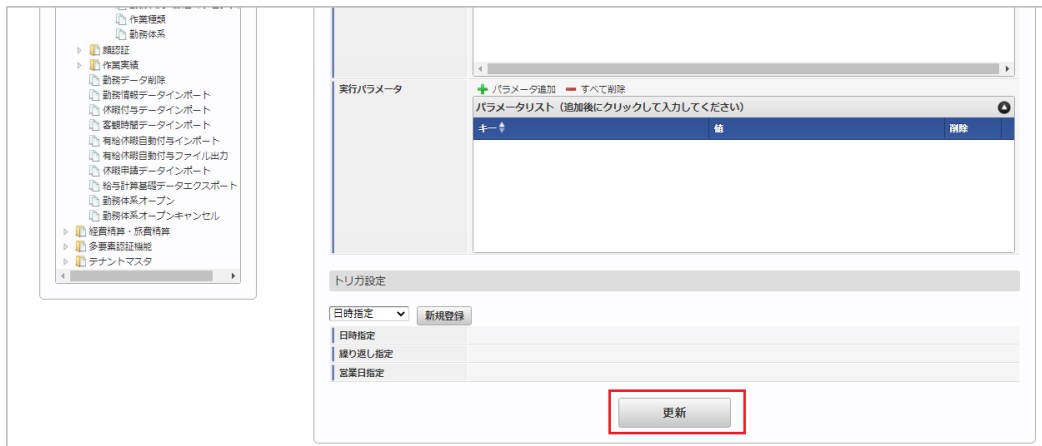 作業種類
勤務体系
顔認証
作業実績
勤務データ削除
勤務情報データインポート
休暇付与データインポート
客観時間データインポート
有給休暇自動付与インポート
有給休暇自動付与ファイル出力
休暇申請データインポート
給与計算基礎データエクスポート
勤務体系オープン
勤務体系オープンキャンセル
経費精算・旅費精算
多要素認証機能
テナントマスタ
実行パラメータ
パラメータ追加 すべて削除
パラメータリスト（追加後にクリックして入力してください）
キー 値 削除
トリガ設定
日時指定 新規登録
日時指定
繰り返し指定
営業日指定
更新